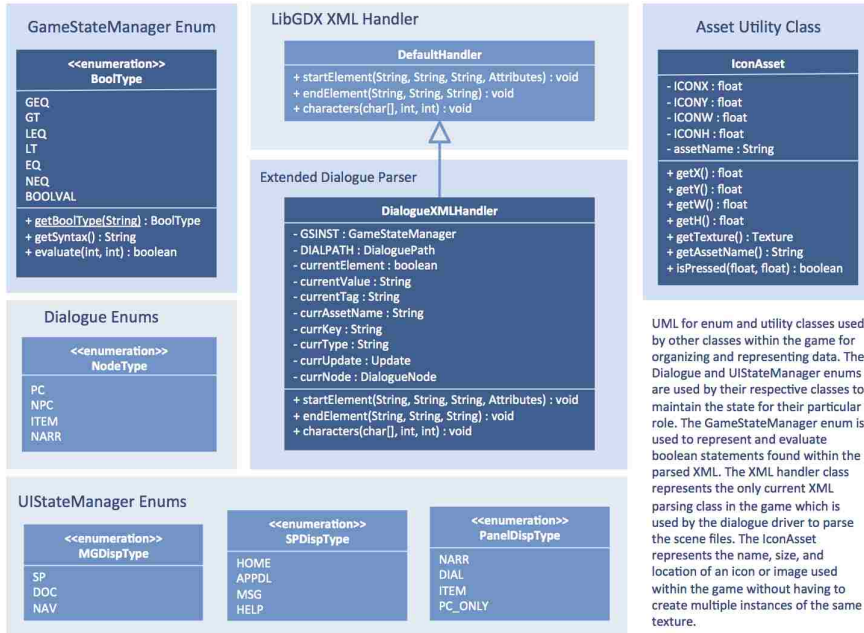 GameStateManager Enum
<<enumeration>>
BoolType
GEQ
GT
LEQ
LT
EQ
NEQ
BOOLVAL
+ getBoolType(String) : BoolType
+ getSyntax() : String
+ evaluate(int, int) : boolean
LibGDX XML Handler
DefaultHandler
+ startElement(String, String, String, Attributes) : void
+ endElement(String, String, String) : void
+ characters(char[], int, int) : void
Asset Utility Class
IconAsset
- ICONX : float
- ICONY : float
- ICONW : float
- ICONH : float
- assetName : String
+ getX() : float
+ getY() : float
+ getW() : float
+ getH() : float
+ getTexture() : Texture
+ getAssetName() : String
+ isPressed(float, float) : boolean
Extended Dialogue Parser
DialogueXMLHandler
- GSINST : GameStateManager
- DIALPATH : DialoguePath
- currentElement : boolean
- currentValue : String
- currentTag : String
- currAssetName : String
- currKey : String
- currType : String
- currUpdate : Update
- currNode : DialogueNode
+ startElement(String, String, String, Attributes) : void
+ endElement(String, String, String) : void
+ characters(char[], int, int) : void
Dialogue Enums
<<enumeration>>
NodeType
PC
NPC
ITEM
NARR
UIStateManager Enums
<<enumeration>>
MGDispType
SP
DOC
NAV
<<enumeration>>
SPDispType
HOME
APPDL
MSG
HELP
<<enumeration>>
PanelDispType
NARR
DIAL
ITEM
PC_ONLY
UML for enum and utility classes used
by other classes within the game for
organizing and representing data. The
Dialogue and UIStateManager enums
are used by their respective classes to
maintain the state for their particular
role. The GameStateManager enum is
used to represent and evaluate
boolean statements found within the
parsed XML. The XML handler class
represents the only current XML
parsing class in the game which is
used by the dialogue driver to parse
the scene files. The IconAsset
represents the name, size, and
location of an icon or image used
within the game without having to
create multiple instances of the same
texture.